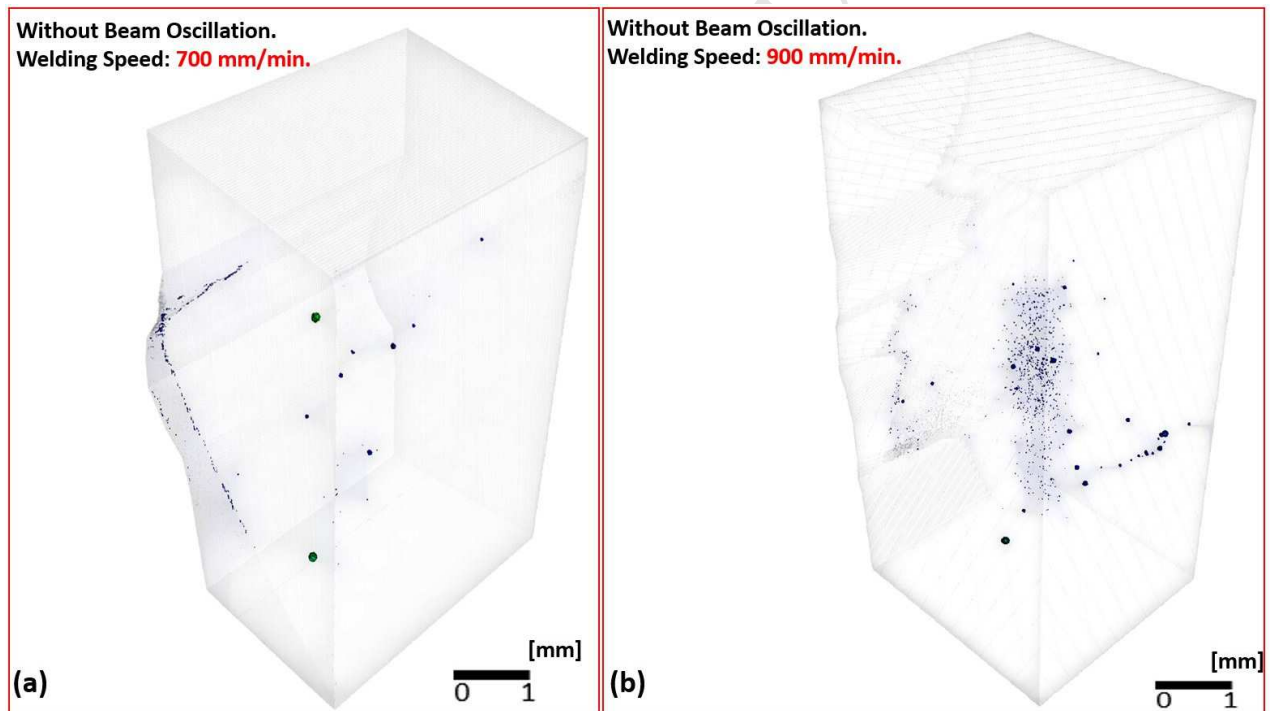 Without Beam Oscillation.
Welding Speed: 700 mm/min.
[mm]
0 1
(a)
Without Beam Oscillation.
Welding Speed: 900 mm/min.
[mm]
0 1
(b)